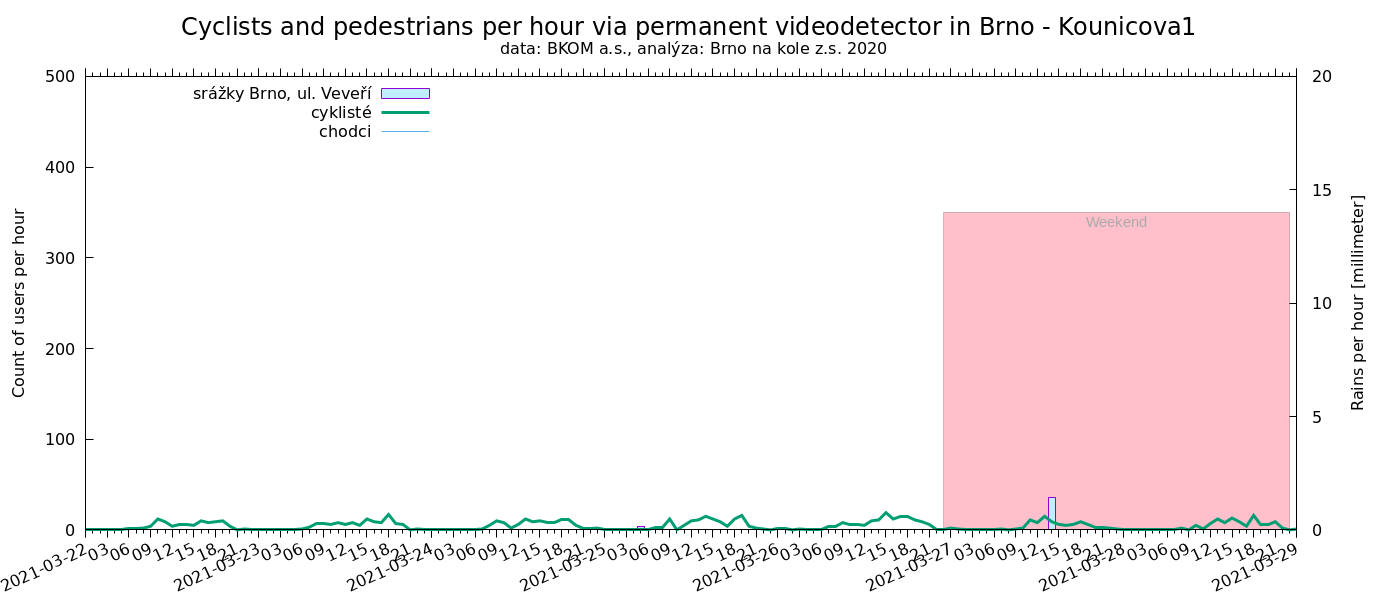 Cyclists and pedestrians per hour via permanent videodetector in Brno - Kounicova1
data: BKOM a.s., analýza: Brno na kole z.s. 2020
srážky Brno, ul. Veveří
cyklisté
chodci
Count of users per hour
500
400
300
200
100
0
Rains per hour [millimeter]
20
15
10
5
0
Weekend
2021-03-22 03 06 09 12 15 18 21 2021-03-23 03 06 09 12 15 18 21 2021-03-24 03 06 09 12 15 18 21 2021-03-25 03 06 09 12 15 18 21 2021-03-26 03 06 09 12 15 18 21 2021-03-27 03 06 09 12 15 18 21 2021-03-28 03 06 09 12 15 18 21 2021-03-29